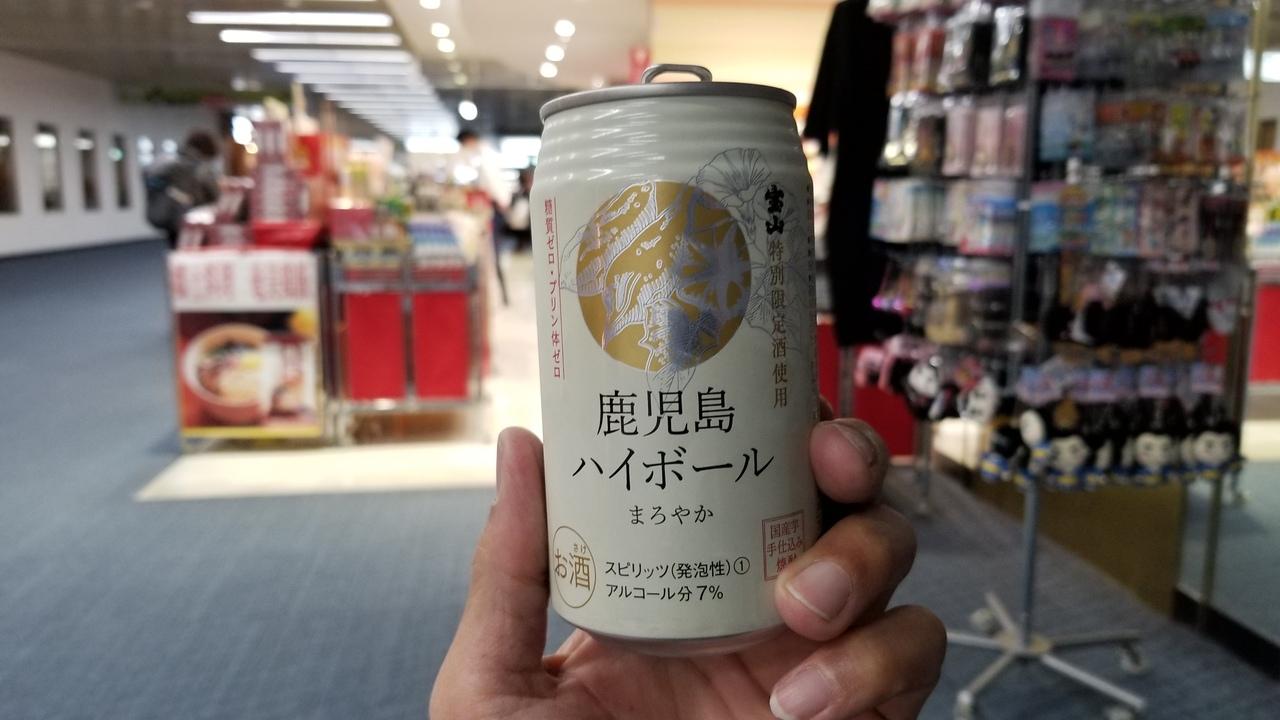 宝山
特別限定酒使用
糖質ゼロ・プリン体ゼロ
鹿児島
ハイボール
まろやか
さけ
お酒
スピリッツ(発泡性)①
アルコール分7%
国産芋
手仕込み
焼酎